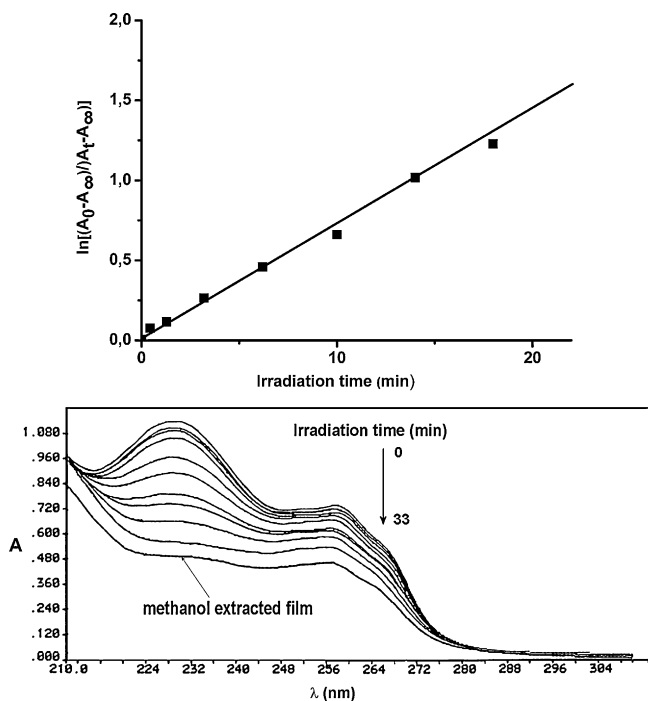 2,0
1,5
1,0
0,5
0,0
ln[(A₀-A∞)/)Aₜ-A∞)]
0 10 20
Irradiation time (min)
1.080
.960
.840
.720
.600
.480
.360
.240
.120
.000
A
Irradiation time (min)
0
33
methanol extracted film
210.0 224 232 240 248 256 264 272 280 288 296 304
λ (nm)